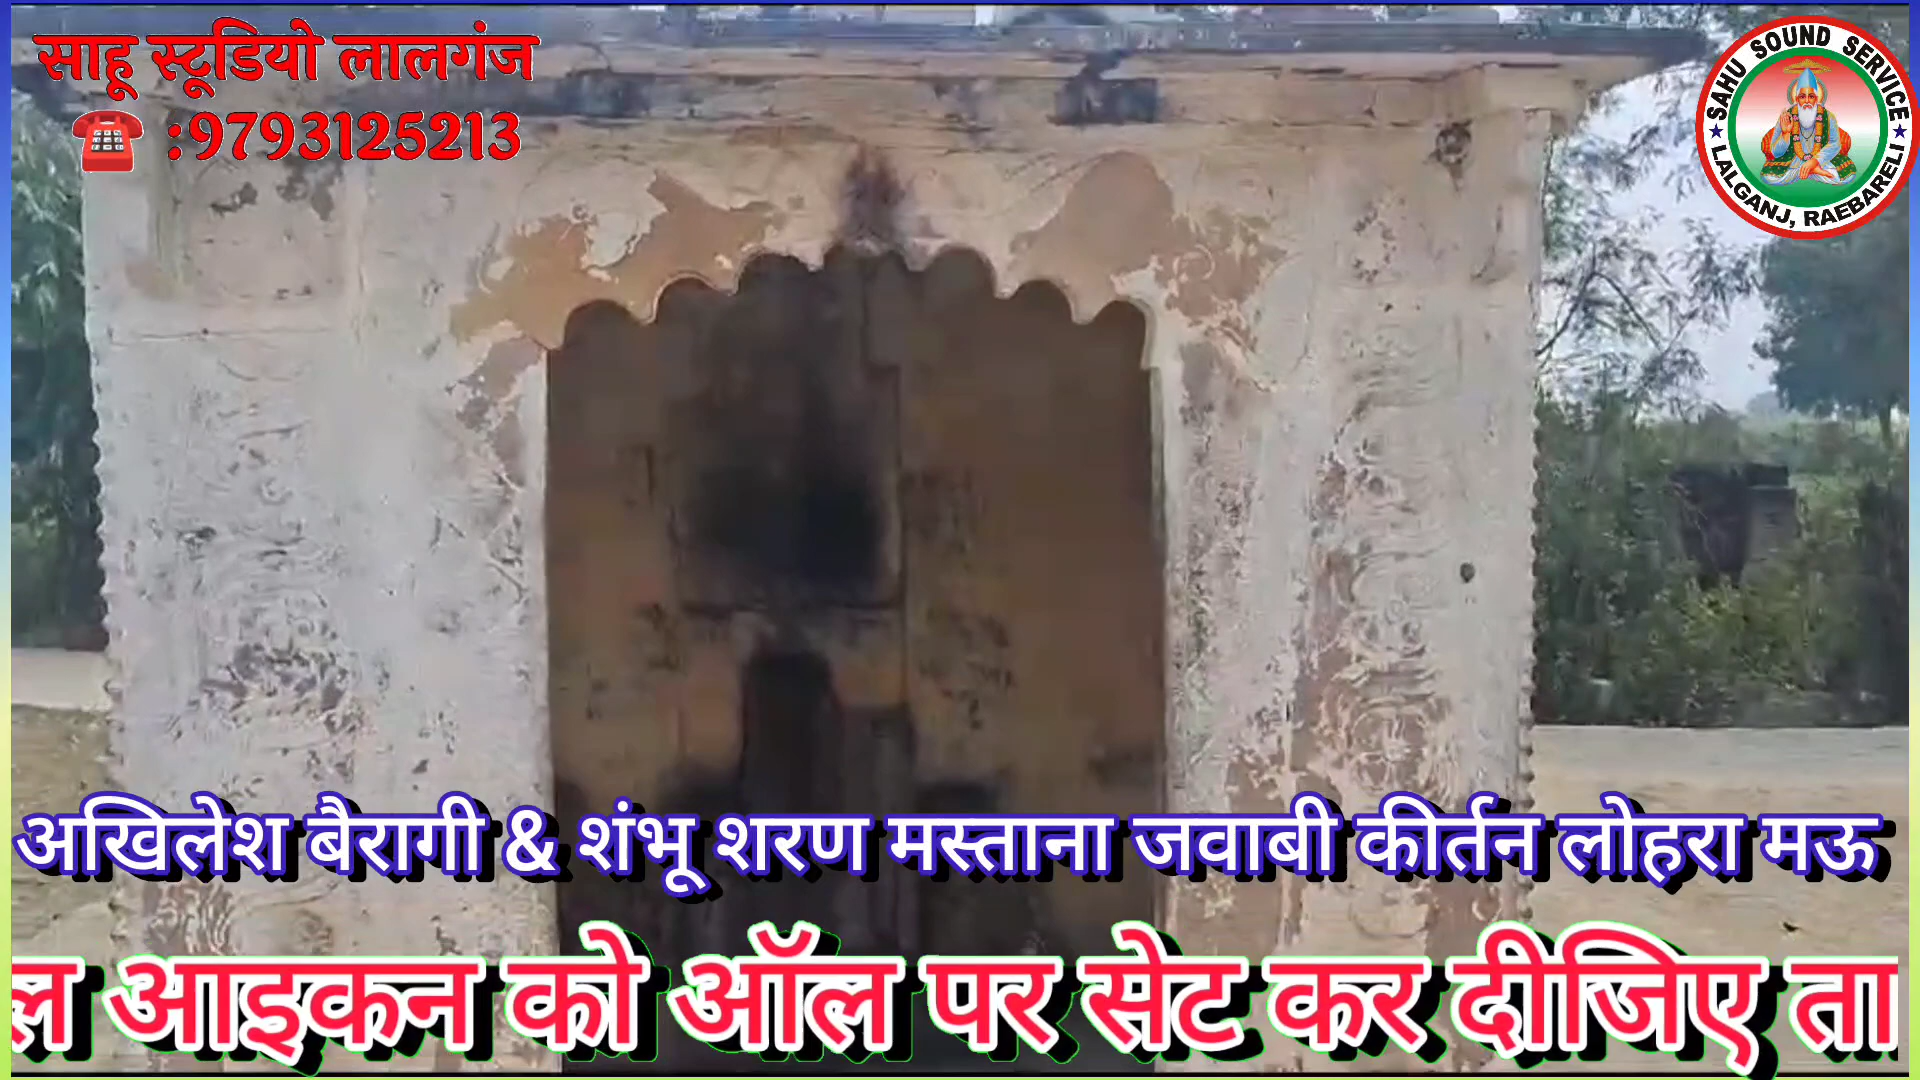 साहू स्टूडियो लालगंज
☎️ :9793125213
SAHU SOUND SERVICE
★ LALGANJ, RAEBARELI ★
अखिलेश बैरागी & शंभू शरण मस्ताना जवाबी कीर्तन लोहरा मऊ
ल आइकन को ऑल पर सेट कर दीजिए ता